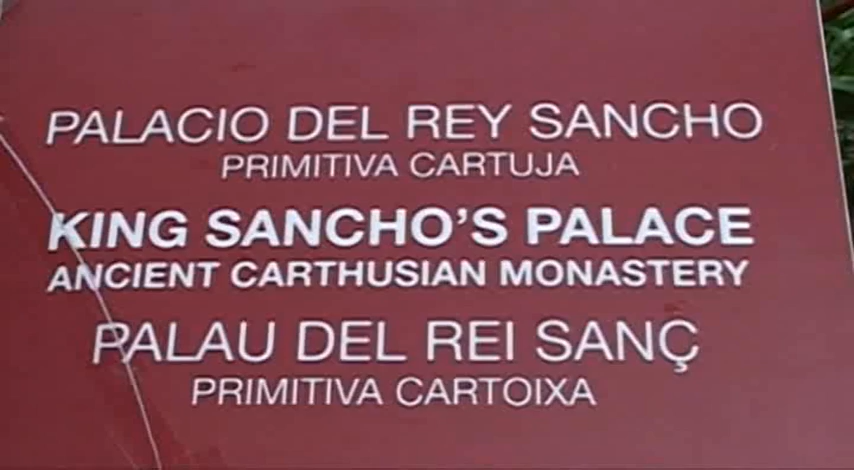 PALACIO DEL REY SANCHO
PRIMITIVA CARTUJA
KING SANCHO'S PALACE
ANCIENT CARTHUSIAN MONASTERY
PALAU DEL REI SANÇ
PRIMITIVA CARTOIXA